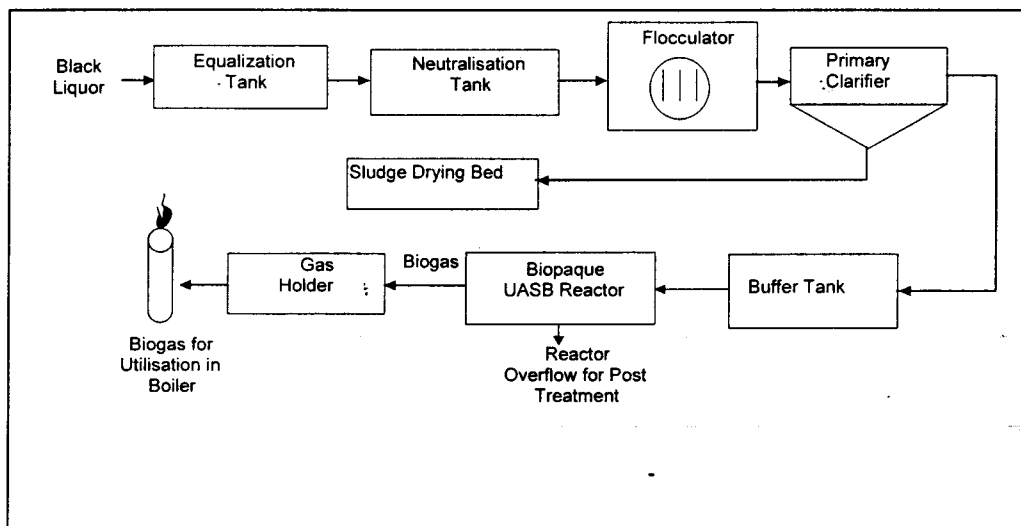 Black
Liquor
Equalization
Tank
Neutralisation
Tank
Flocculator
Primary
Clarifier
Sludge Drying Bed
Buffer Tank
Biopaque
UASB Reactor
Reactor
Overflow for Post
Treatment
Biogas
Gas
Holder
Biogas for
Utilisation in
Boiler